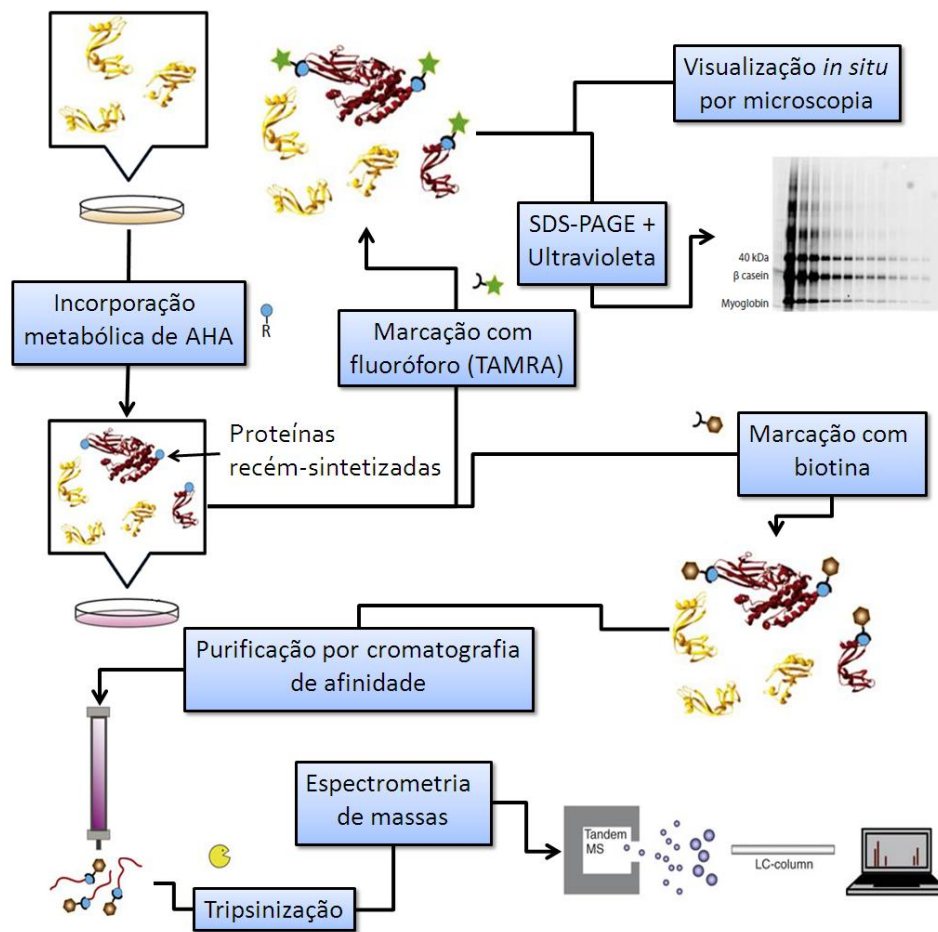 Visualização in situ
por microscopia
SDS-PAGE +
Ultravioleta
40 kDa
β casein
Myoglobin
Incorporação
metabólica de AHA
R
Marcação com
fluoróforo (TAMRA)
Proteínas
recém-sintetizadas
Marcação com
biotina
Purificação por cromatografia
de afinidade
Espectrometria
de massas
Tandem
MS
LC-column
Tripsinização